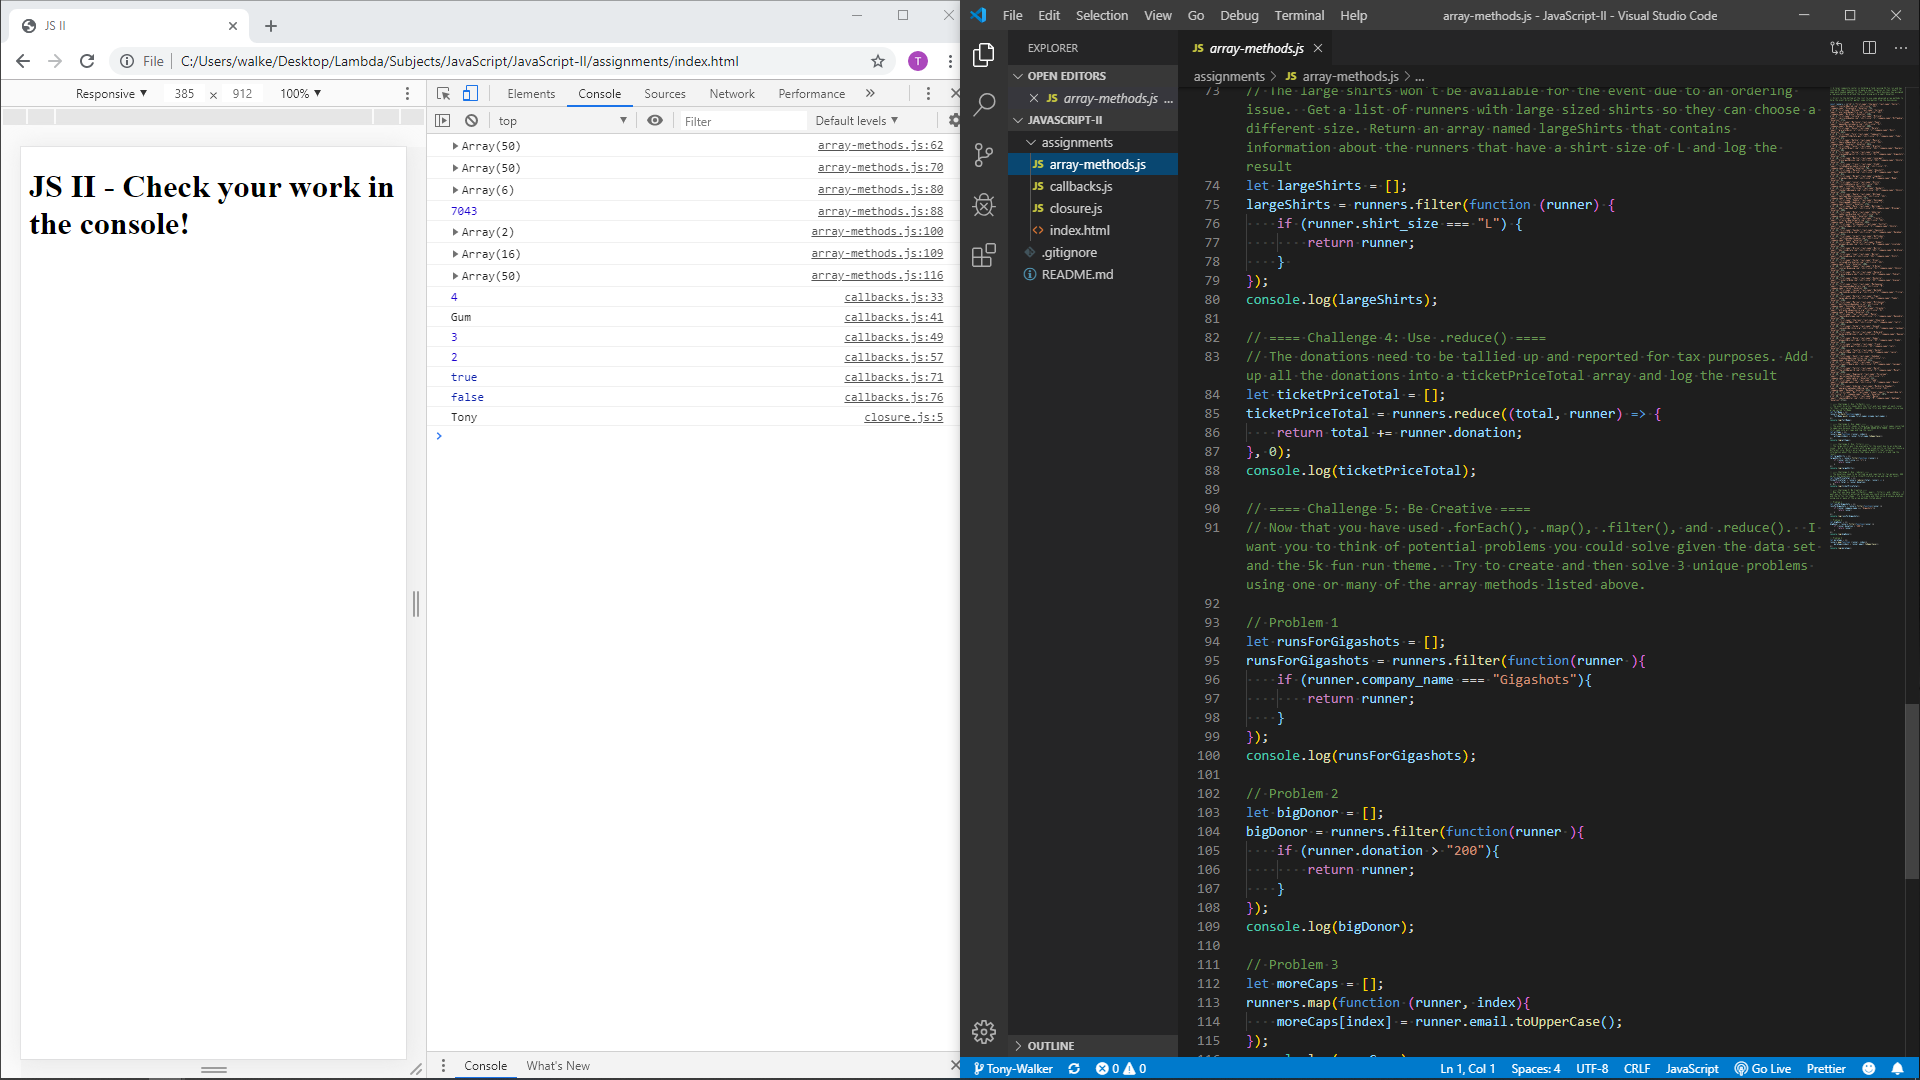 JS II
File C:/Users/walke/Desktop/Lambda/Subjects/JavaScript/JavaScript-II/assignments/index.html
T
Responsive 385 × 912 100%
JS II - Check your work in
the console!
Elements Console Sources Network Performance »
top Filter Default levels
Array(50) array-methods.js:62
Array(50) array-methods.js:70
Array(6) array-methods.js:80
7043 array-methods.js:88
Array(2) array-methods.js:100
Array(16) array-methods.js:109
Array(50) array-methods.js:116
4 callbacks.js:33
Gum callbacks.js:41
3 callbacks.js:49
2 callbacks.js:57
true callbacks.js:71
false callbacks.js:76
Tony closure.js:5
Console What's New
File Edit Selection View Go Debug Terminal Help array-methods.js - JavaScript-II - Visual Studio Code
EXPLORER
OPEN EDITORS
JS array-methods.js ...
JAVASCRIPT-II
assignments
JS array-methods.js
JS callbacks.js
JS closure.js
<> index.html
.gitignore
README.md
OUTLINE
JS array-methods.js
assignments > JS array-methods.js > ...
73 // The large shirts won't be available for the event due to an ordering
issue.  Get a list of runners with large sized shirts so they can choose a
different size. Return an array named largeShirts that contains
information about the runners that have a shirt size of L and log the
result
74 let largeShirts = [];
75 largeShirts = runners.filter(function (runner) {
76     if (runner.shirt_size === "L") {
77         return runner;
78     }
79 });
80 console.log(largeShirts);
81
82 // ==== Challenge 4: Use .reduce() ====
83 // The donations need to be tallied up and reported for tax purposes. Add
up all the donations into a ticketPriceTotal array and log the result
84 let ticketPriceTotal = [];
85 ticketPriceTotal = runners.reduce((total, runner) => {
86     return total += runner.donation;
87 }, 0);
88 console.log(ticketPriceTotal);
89
90 // ==== Challenge 5: Be Creative ====
91 // Now that you have used .forEach(), .map(), .filter(), and .reduce().  I
want you to think of potential problems you could solve given the data set
and the 5k fun run theme.  Try to create and then solve 3 unique problems
using one or many of the array methods listed above.
92
93 // Problem 1
94 let runsForGigashots = [];
95 runsForGigashots = runners.filter(function(runner ){
96     if (runner.company_name === "Gigashots"){
97         return runner;
98     }
99 });
100 console.log(runsForGigashots);
101
102 // Problem 2
103 let bigDonor = [];
104 bigDonor = runners.filter(function(runner ){
105     if (runner.donation > "200"){
106         return runner;
107     }
108 });
109 console.log(bigDonor);
110
111 // Problem 3
112 let moreCaps = [];
113 runners.map(function (runner, index){
114     moreCaps[index] = runner.email.toUpperCase();
115 });
Tony-Walker 0 0 Ln 1, Col 1 Spaces: 4 UTF-8 CRLF JavaScript Go Live Prettier